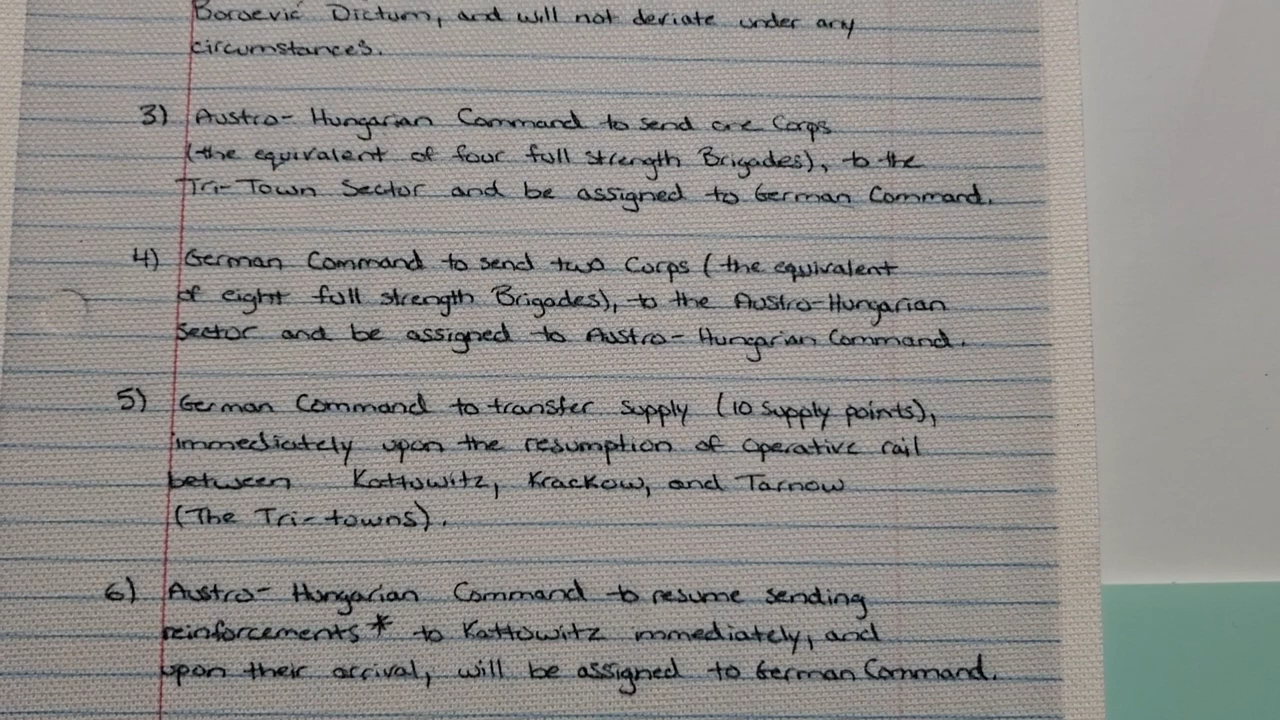 Boroevic Dictum, and will not deviate under any
circumstances.
3) Austro-Hungarian Command to send one Corps
(the equivalent of four full strength Brigades), to the
Tri-Town Sector and be assigned to German Command.
4) German Command to send two Corps (the equivalent
of eight full strength Brigades), to the Austro-Hungarian
Sector and be assigned to Austro-Hungarian Command.
5) German Command to transfer supply (10 supply points),
immediately upon the resumption of operative rail
between Kattowitz, Krackow, and Tarnow
(The Tri-towns).
6) Austro-Hungarian Command to resume sending
reinforcements* to Kattowitz immediately, and
upon their arrival, will be assigned to German Command.